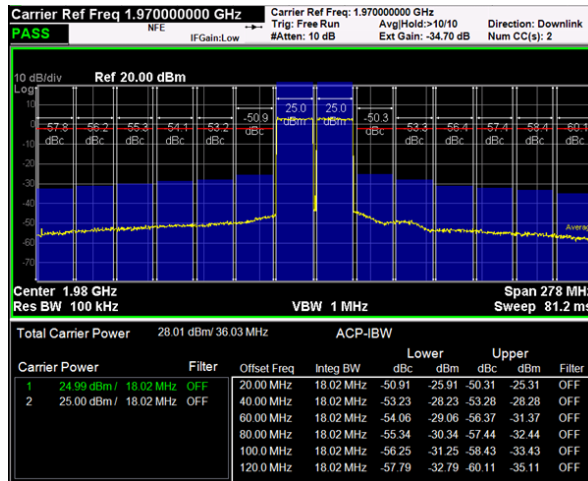 Carrier Ref Freq 1.970000000 GHz
PASS
NFE
IFGain:Low
Carrier Ref Freq: 1.970000000 GHz
Trig: Free Run Avg|Hold:>10/10 Direction: Downlink
#Atten: 10 dB Ext Gain: -34.70 dB Num CC(s): 2
10 dB/div Ref 20.00 dBm
Log
10
0
-10
-20
-30
-40
-50
-60
-70
-57.8 dBc
-56.2 dBc
-55.3 dBc
-54.1 dBc
-53.2 dBc
-50.9 dBc
25.0 dBm
25.0 dBm
-50.3 dBc
-53.3 dBc
-56.4 dBc
-57.4 dBc
-58.4 dBc
-60.1 dBc
Center 1.98 GHz Span 278 MHz
Res BW 100 kHz VBW 1 MHz Sweep 81.2 ms
Total Carrier Power 28.01 dBm/ 36.03 MHz ACP-IBW
Carrier Power Filter
1 24.99 dBm / 18.02 MHz OFF
2 25.00 dBm / 18.02 MHz OFF
Lower Upper
Offset Freq Integ BW dBc dBm dBc dBm Filter
20.00 MHz 18.02 MHz -50.91 -25.91 -50.31 -25.31 OFF
40.00 MHz 18.02 MHz -53.23 -28.23 -53.28 -28.28 OFF
60.00 MHz 18.02 MHz -54.06 -29.06 -56.37 -31.37 OFF
80.00 MHz 18.02 MHz -55.34 -30.34 -57.44 -32.44 OFF
100.0 MHz 18.02 MHz -56.25 -31.25 -58.43 -33.43 OFF
120.0 MHz 18.02 MHz -57.79 -32.79 -60.11 -35.11 OFF